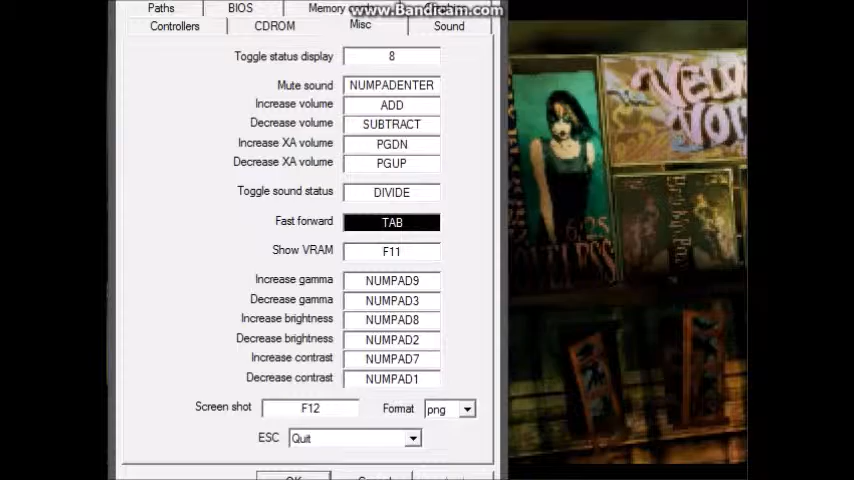 Paths BIOS Memory
www.Bandicam.com
Controllers CDROM Misc Sound
Toggle status display 8
Mute sound NUMPADENTER
Increase volume ADD
Decrease volume SUBTRACT
Increase XA volume PGDN
Decrease XA volume PGUP
Toggle sound status DIVIDE
Fast forward TAB
Show VRAM F11
Increase gamma NUMPAD9
Decrease gamma NUMPAD3
Increase brightness NUMPAD8
Decrease brightness NUMPAD2
Increase contrast NUMPAD7
Decrease contrast NUMPAD1
Screen shot F12 Format png
ESC Quit
OK
6/25